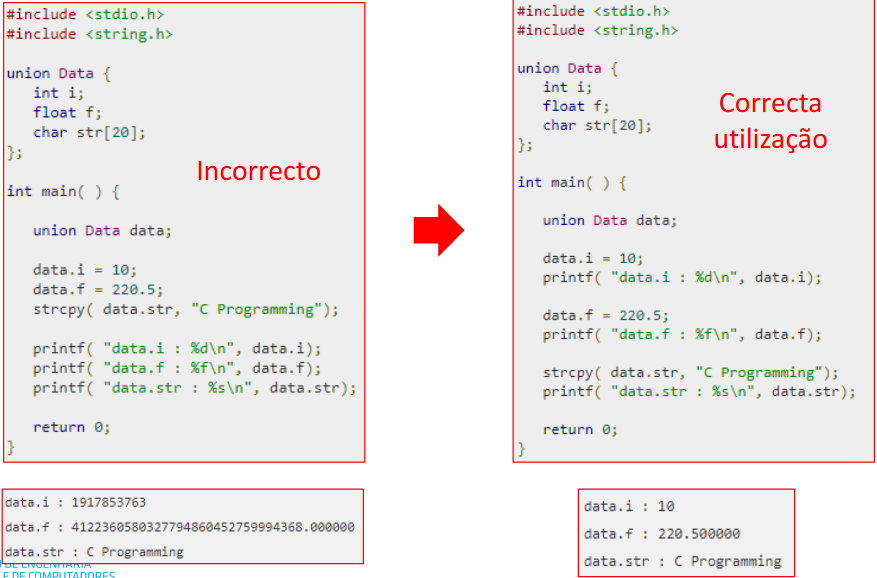 #include <stdio.h>
#include <string.h>
union Data {
int i;
float f;
char str[20];
};
Incorrecto
int main( ) {
union Data data;
data.i = 10;
data.f = 220.5;
strcpy( data.str, "C Programming");
printf( "data.i : %d\n", data.i);
printf( "data.f : %f\n", data.f);
printf( "data.str : %s\n", data.str);
return 0;
}
data.i : 1917853763
data.f : 4122360580327794860452759994368.000000
data.str : C Programming
DE ENGENHARIA
E DE COMPUTADORES
#include <stdio.h>
#include <string.h>
union Data {
int i;
float f;
char str[20];
};
Correcta
utilização
int main( ) {
union Data data;
data.i = 10;
printf( "data.i : %d\n", data.i);
data.f = 220.5;
printf( "data.f : %f\n", data.f);
strcpy( data.str, "C Programming");
printf( "data.str : %s\n", data.str);
return 0;
}
data.i : 10
data.f : 220.500000
data.str : C Programming